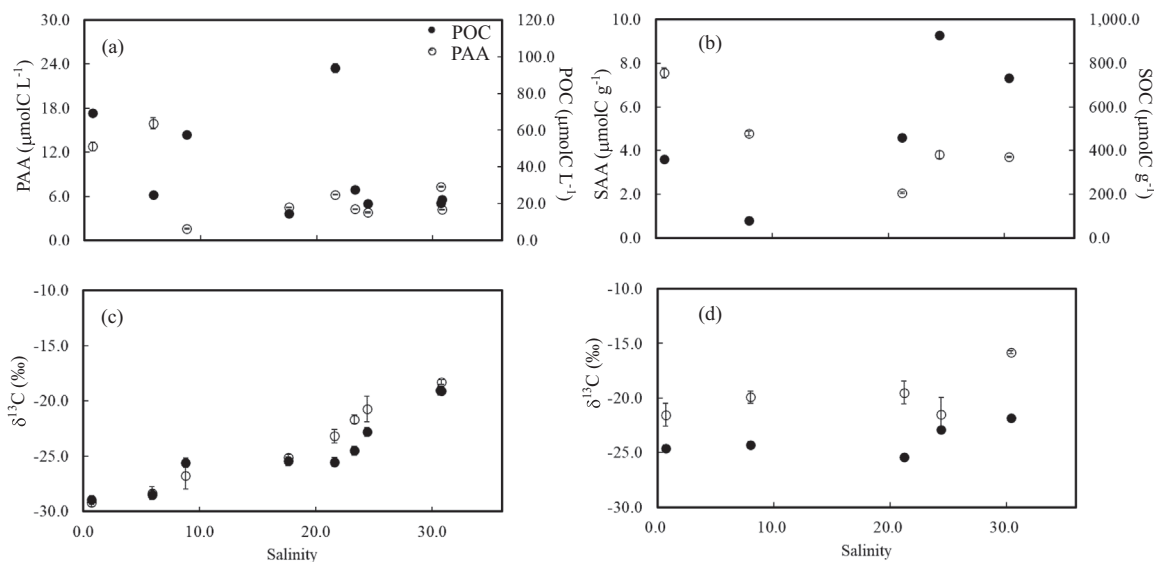 (a)
POC
PAA
PAA (μmolC L⁻¹)
30.0
24.0
18.0
12.0
6.0
0.0
120.0
100.0
80.0
60.0
40.0
20.0
0.0
POC (μmolC L⁻¹)
(b)
SAA (μmolC g⁻¹)
10.0
8.0
6.0
4.0
2.0
0.0
1,000.0
800.0
600.0
400.0
200.0
0.0
SOC (μmolC g⁻¹)
(c)
δ¹³C (‰)
-10.0
-15.0
-20.0
-25.0
-30.0
0.0 10.0 20.0 30.0
Salinity
(d)
δ¹³C (‰)
-10.0
-15.0
-20.0
-25.0
-30.0
0.0 10.0 20.0 30.0
Salinity